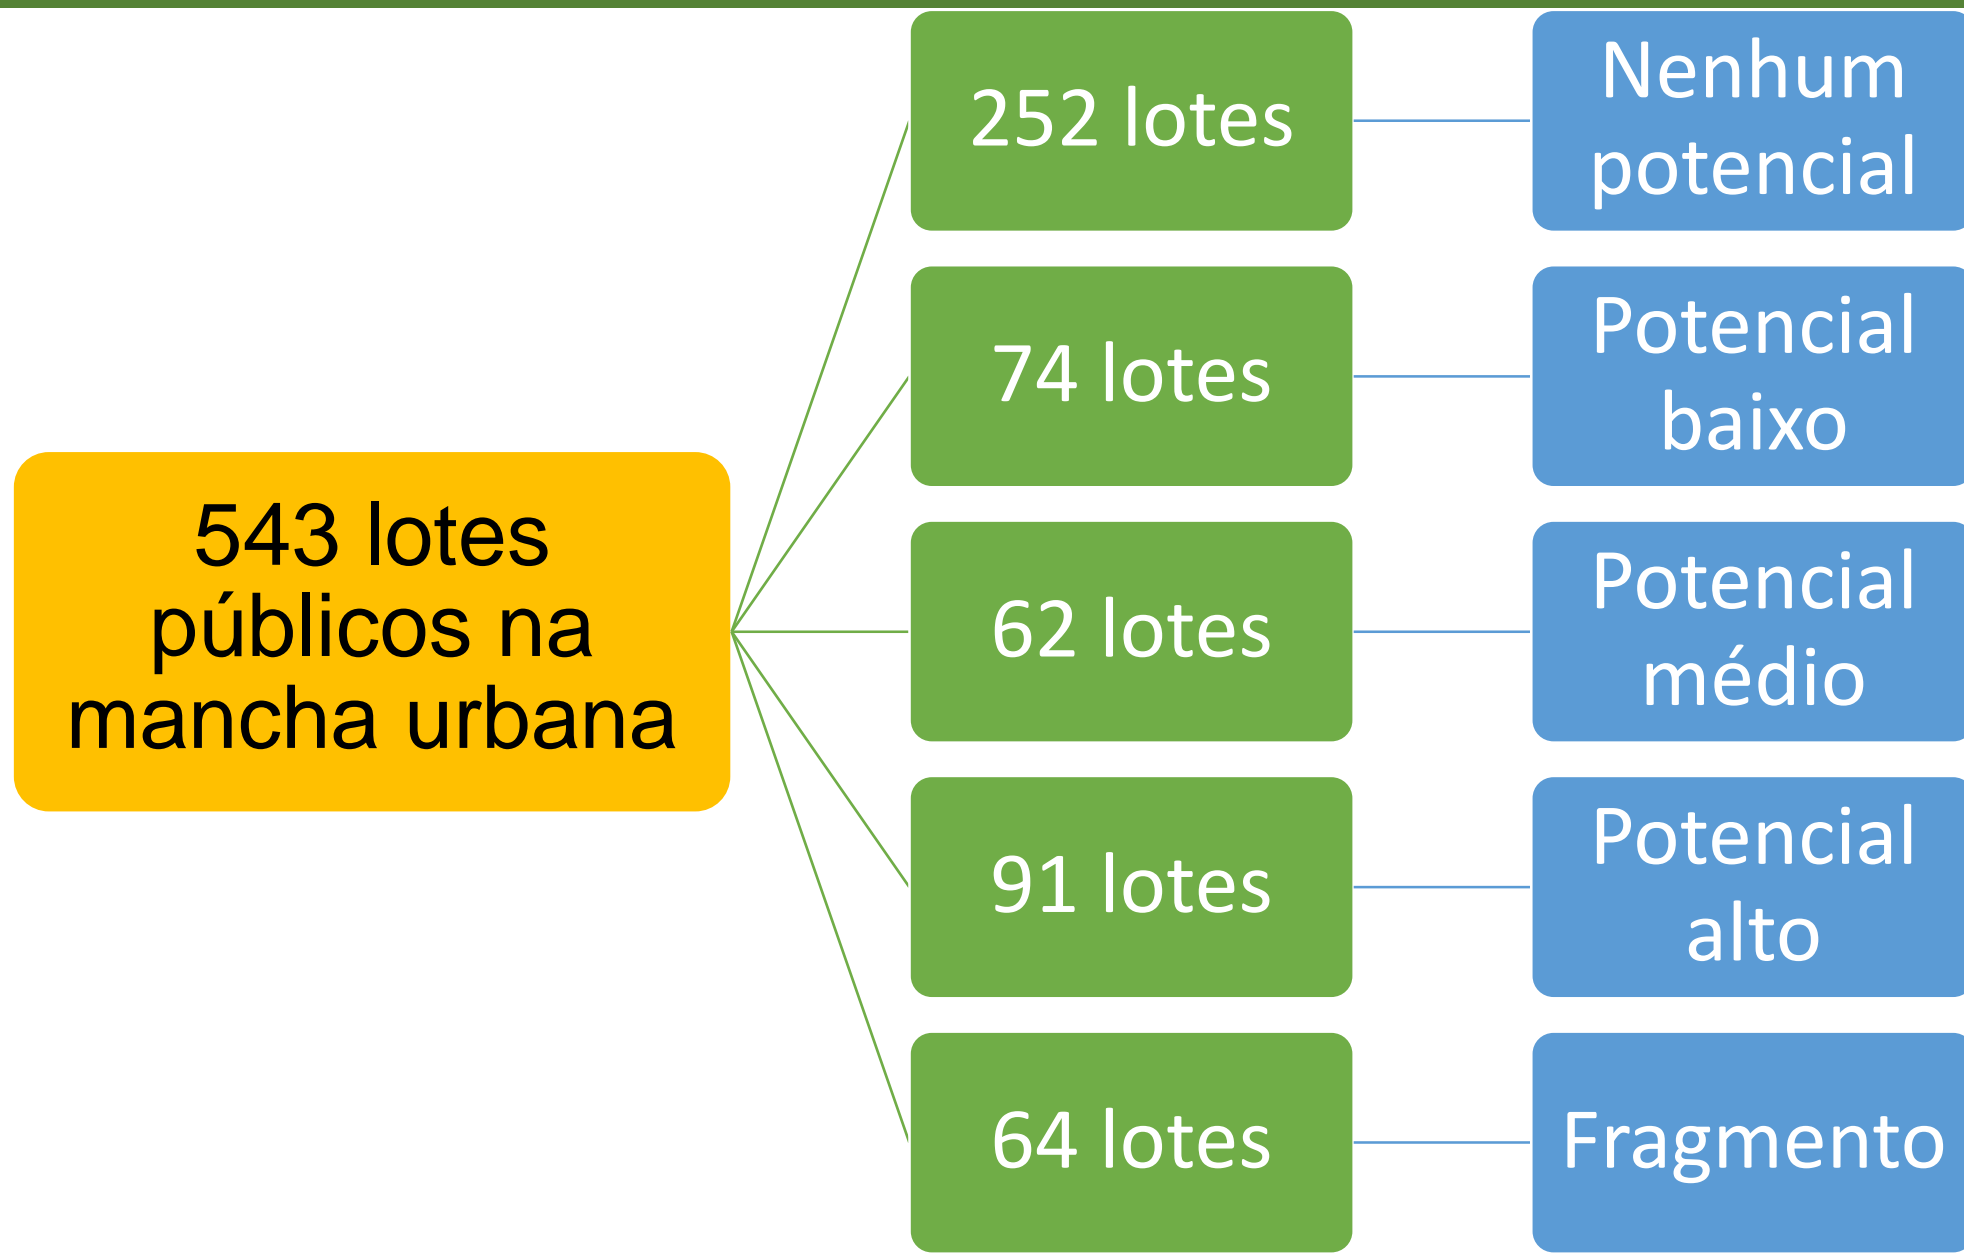 543 lotes
públicos na
mancha urbana
252 lotes
Nenhum
potencial
74 lotes
Potencial
baixo
62 lotes
Potencial
médio
91 lotes
Potencial
alto
64 lotes
Fragmento